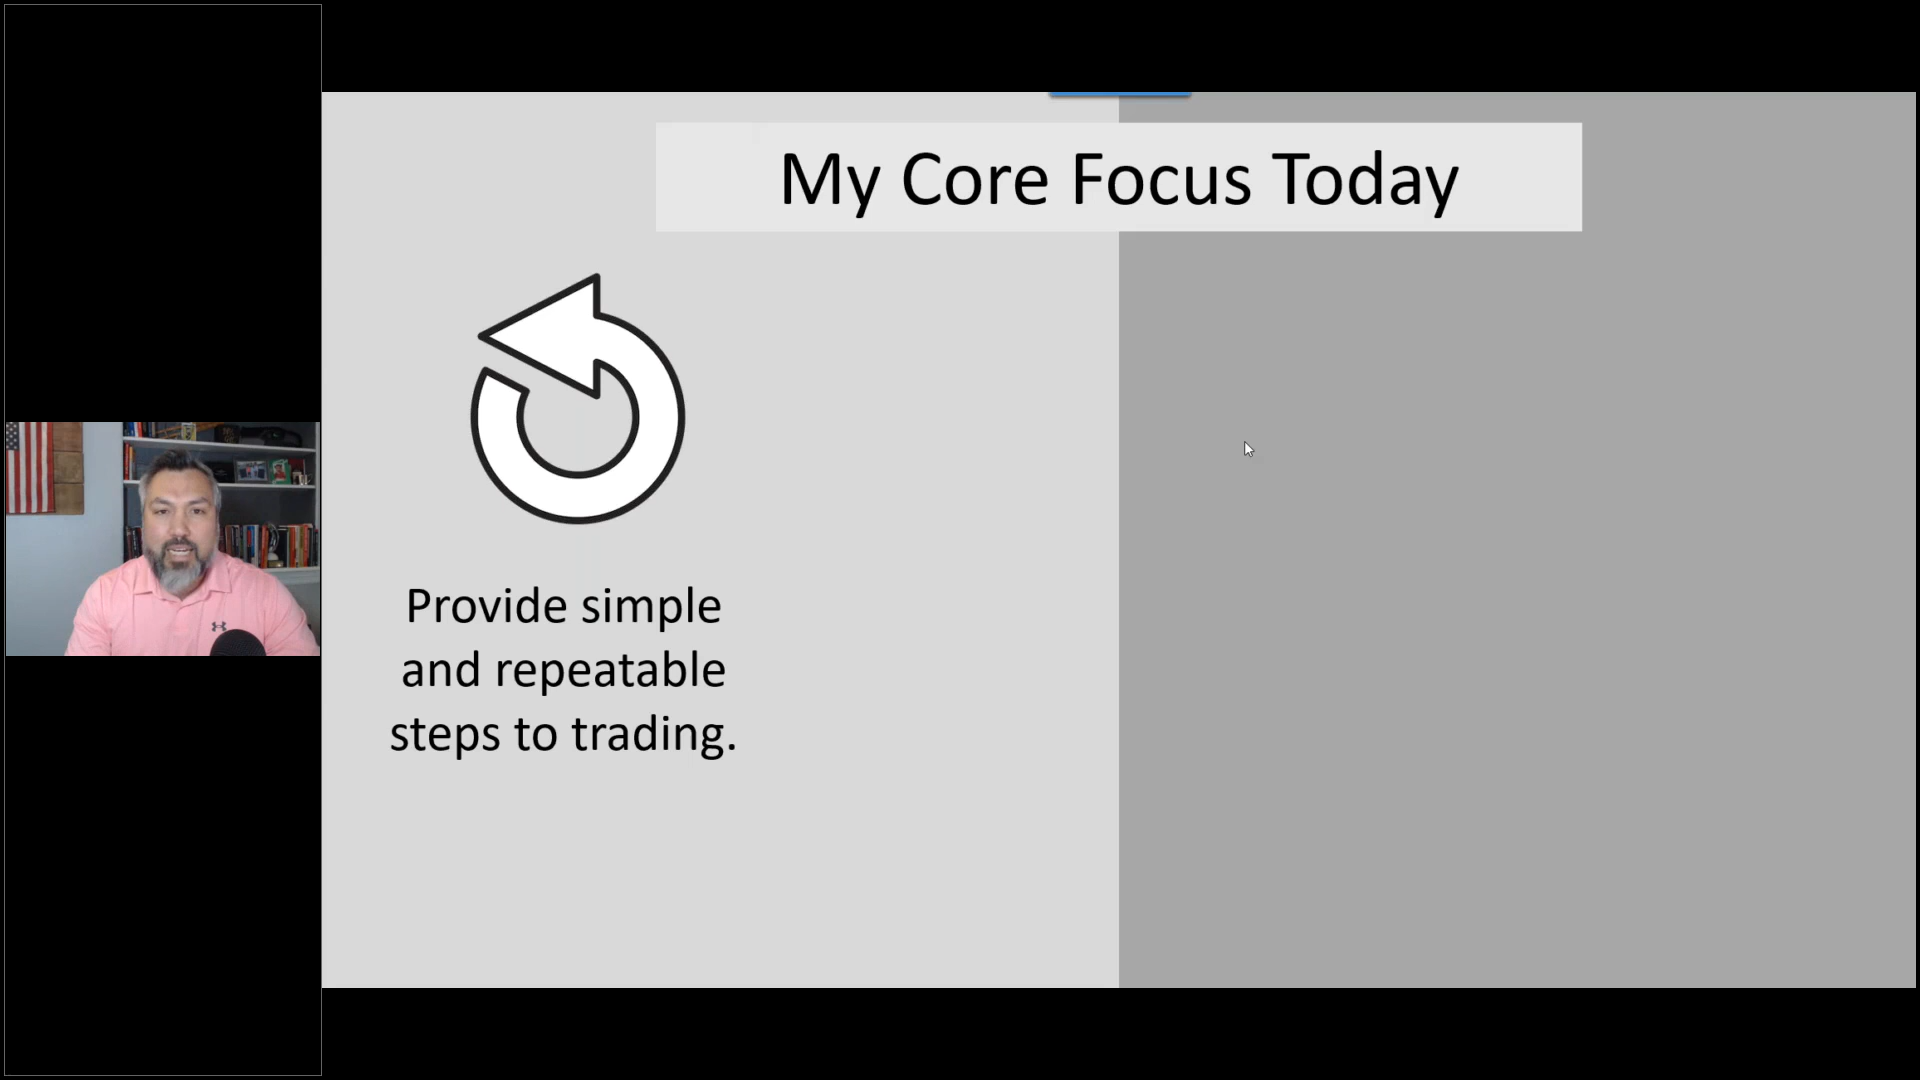 My Core Focus Today
Provide simple
and repeatable
steps to trading.